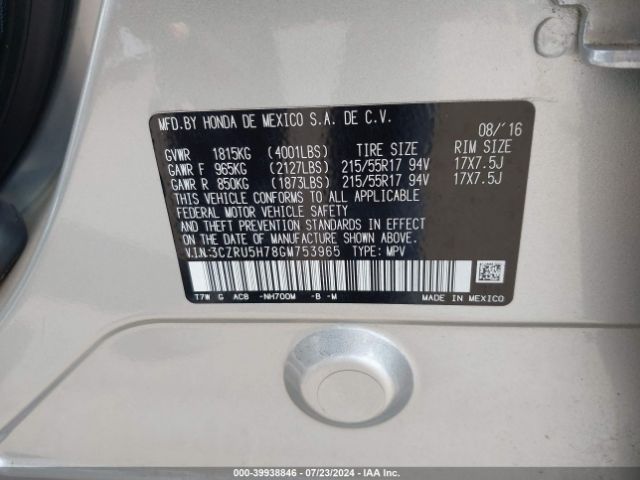 MFD.BY HONDA DE MEXICO S.A. DE C.V.
08/'16
GVWR 1815KG (4001LBS) TIRE SIZE RIM SIZE
GAWR F 965KG (2127LBS) 215/55R17 94V 17X7.5J
GAWR R 850KG (1873LBS) 215/55R17 94V 17X7.5J
THIS VEHICLE CONFORMS TO ALL APPLICABLE
FEDERAL MOTOR VEHICLE SAFETY
AND THEFT PREVENTION STANDARDS IN EFFECT
ON THE DATE OF MANUFACTURE SHOWN ABOVE.
V.I.N:3CZRU5H78GM753965 TYPE: MPV
T7W G AC8 -NH700M -B -M MADE IN MEXICO
000-39938846 - 07/23/2024 - IAA Inc.